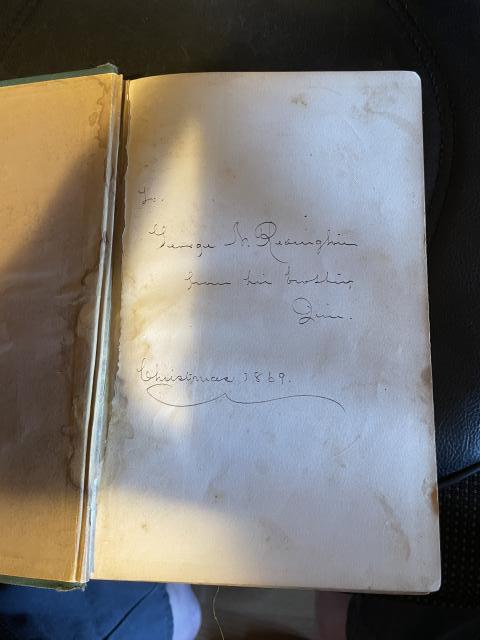 To.
George N.
from his brother,
Jim.
Christmas 1869.